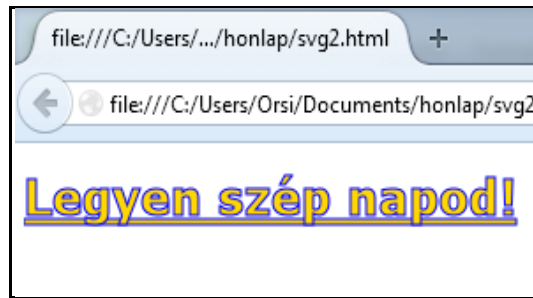 file:///C:/Users/.../honlap/svg2.html +
file:///C:/Users/Orsi/Documents/honlap/svg2
Legyen szép napod!